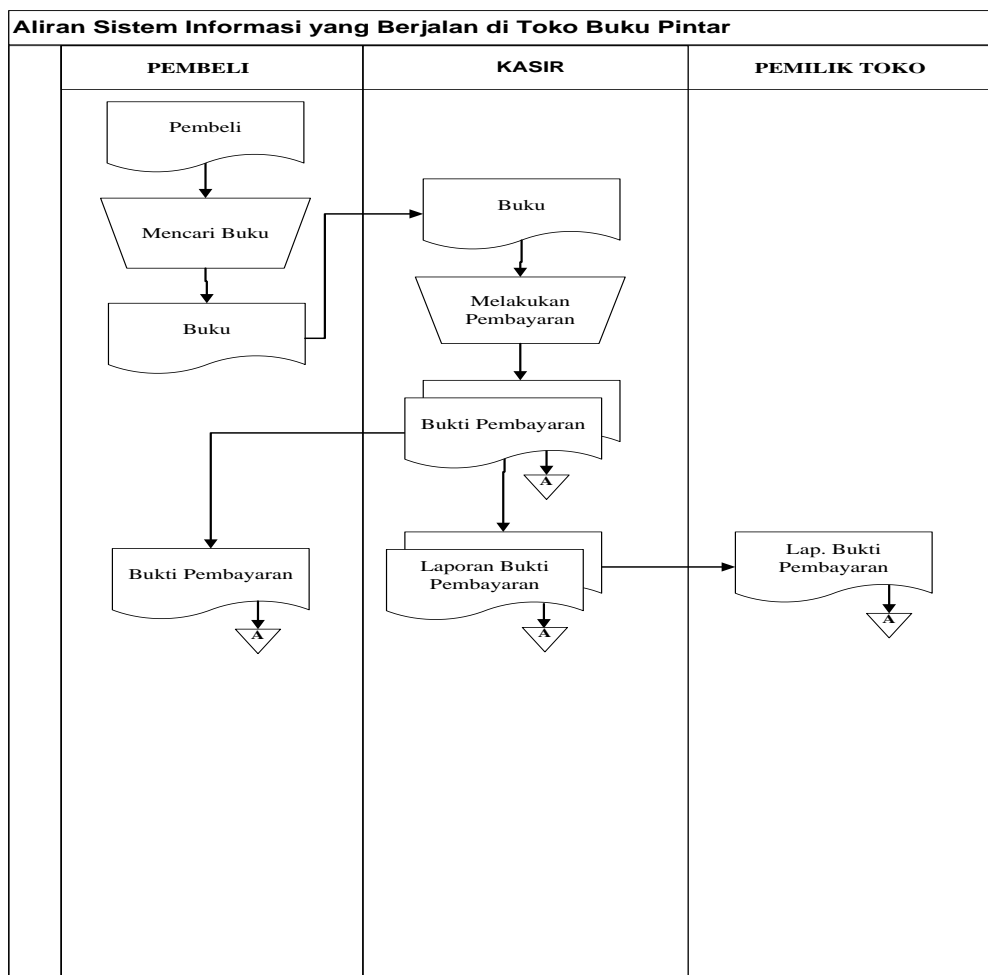 Aliran Sistem Informasi yang Berjalan di Toko Buku Pintar
PEMBELI
KASIR
PEMILIK TOKO
Pembeli
Mencari Buku
Buku
Buku
Melakukan
Pembayaran
Bukti Pembayaran
A
Bukti Pembayaran
A
Laporan Bukti
Pembayaran
A
Lap. Bukti
Pembayaran
A